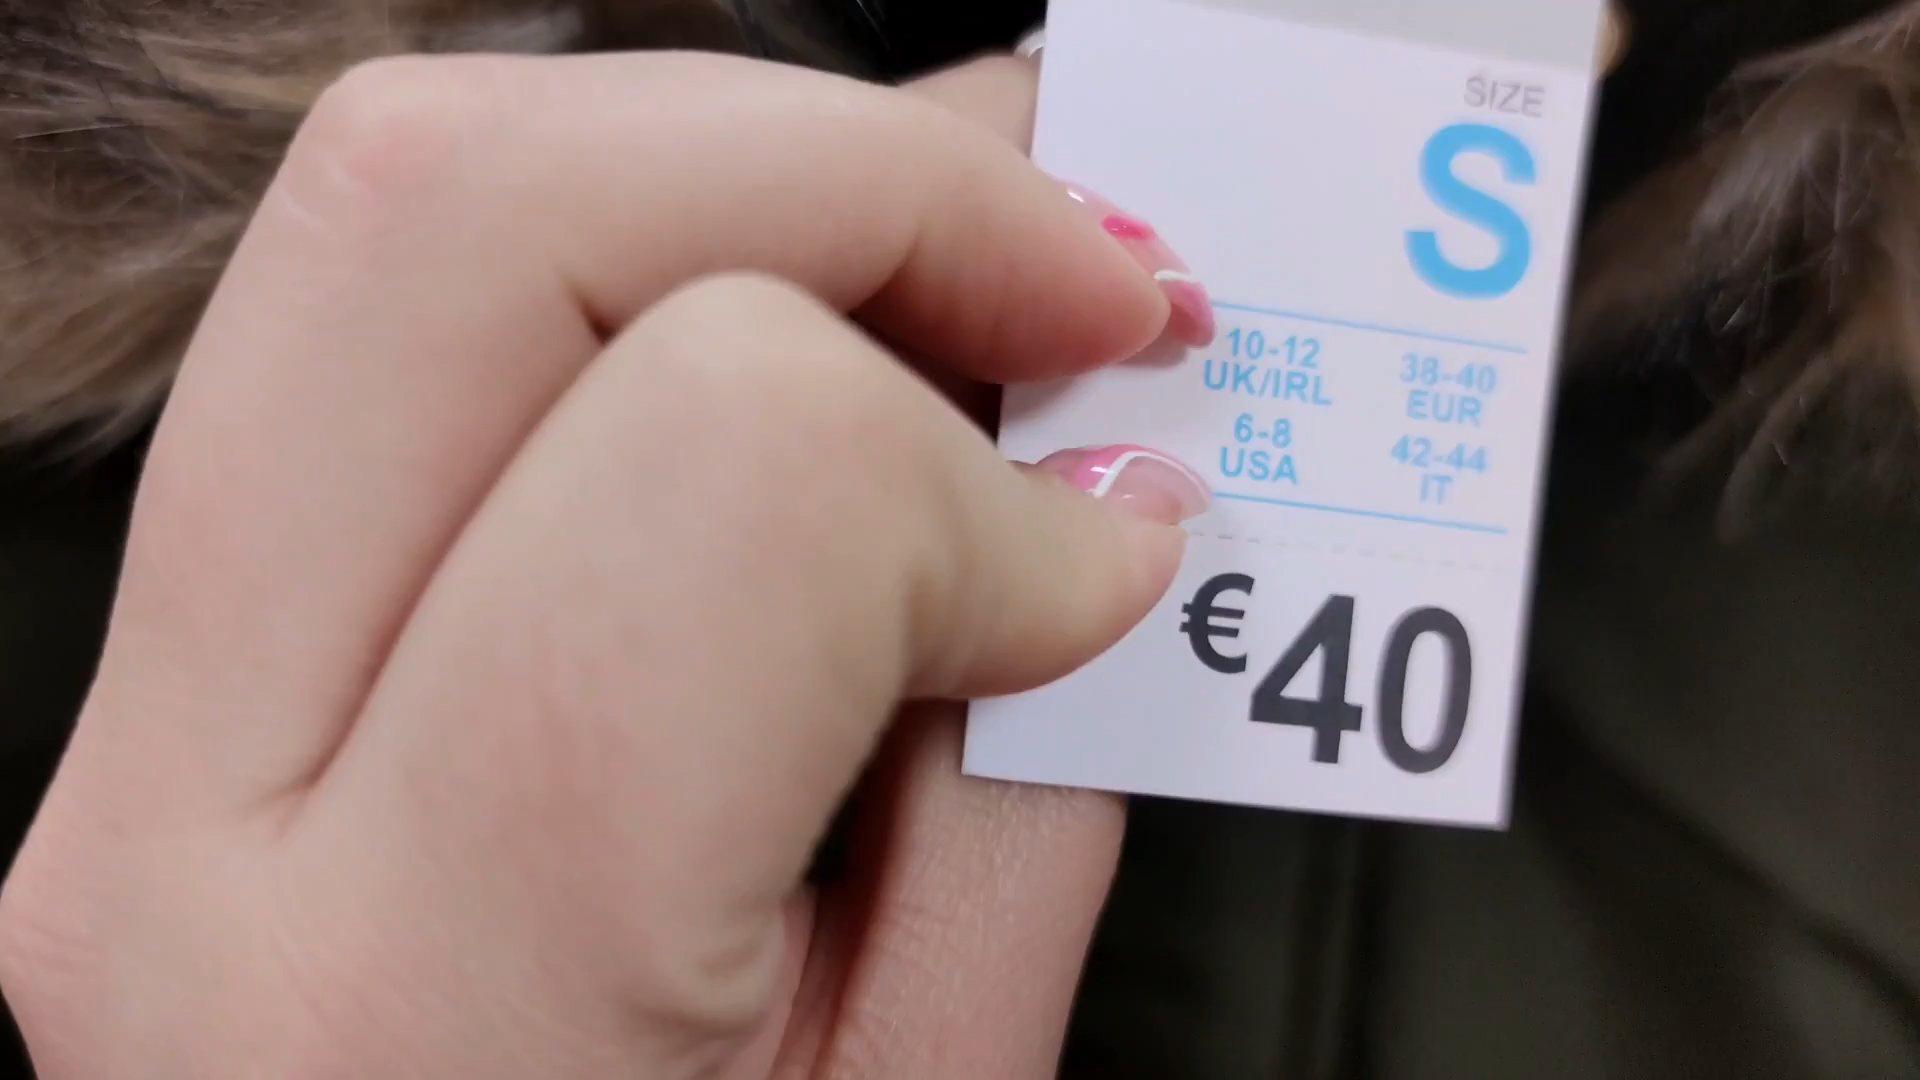 SIZE
S
10-12 38-40
UK/IRL EUR
6-8 42-44
USA IT
€40